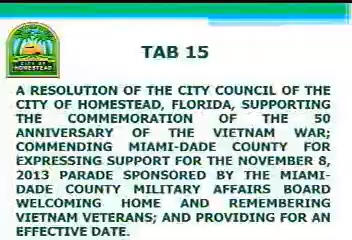 CITY OF
HOMESTEAD
TAB 15
A RESOLUTION OF THE CITY COUNCIL OF THE
CITY OF HOMESTEAD, FLORIDA, SUPPORTING
THE COMMEMORATION OF THE 50
ANNIVERSARY OF THE VIETNAM WAR;
COMMENDING MIAMI-DADE COUNTY FOR
EXPRESSING SUPPORT FOR THE NOVEMBER 8,
2013 PARADE SPONSORED BY THE MIAMI-
DADE COUNTY MILITARY AFFAIRS BOARD
WELCOMING HOME AND REMEMBERING
VIETNAM VETERANS; AND PROVIDING FOR AN
EFFECTIVE DATE.